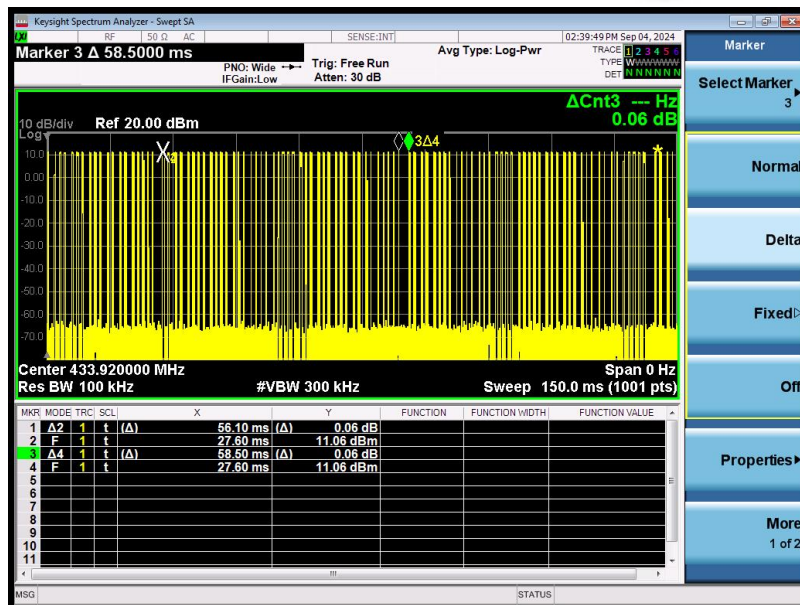 Keysight Spectrum Analyzer - Swept SA
LXI RF 50 Ω AC SENSE:INT 02:39:49 PM Sep 04, 2024
Marker 3 Δ 58.5000 ms
PNO: Wide
IFGain:Low
Trig: Free Run
Atten: 30 dB
Avg Type: Log-Pwr
TRACE 1 2 3 4 5 6
TYPE W
DET N N N N N N
ΔCnt3 --- Hz
0.06 dB
10 dB/div Ref 20.00 dBm
Log
3Δ4
10.0
0.00
-10.0
-20.0
-30.0
-40.0
-50.0
-60.0
-70.0
Center 433.920000 MHz Span 0 Hz
Res BW 100 kHz #VBW 300 kHz Sweep 150.0 ms (1001 pts)
MKR MODE TRC SCL X Y FUNCTION FUNCTION WIDTH FUNCTION VALUE
1 Δ2 1 t (Δ) 56.10 ms (Δ) 0.06 dB
2 F 1 t 27.60 ms 11.06 dBm
3 Δ4 1 t (Δ) 58.50 ms (Δ) 0.06 dB
4 F 1 t 27.60 ms 11.06 dBm
5
6
7
8
9
10
11
MSG STATUS
Marker
Select Marker
3
Normal
Delta
Fixed
Off
Properties
More
1 of 2